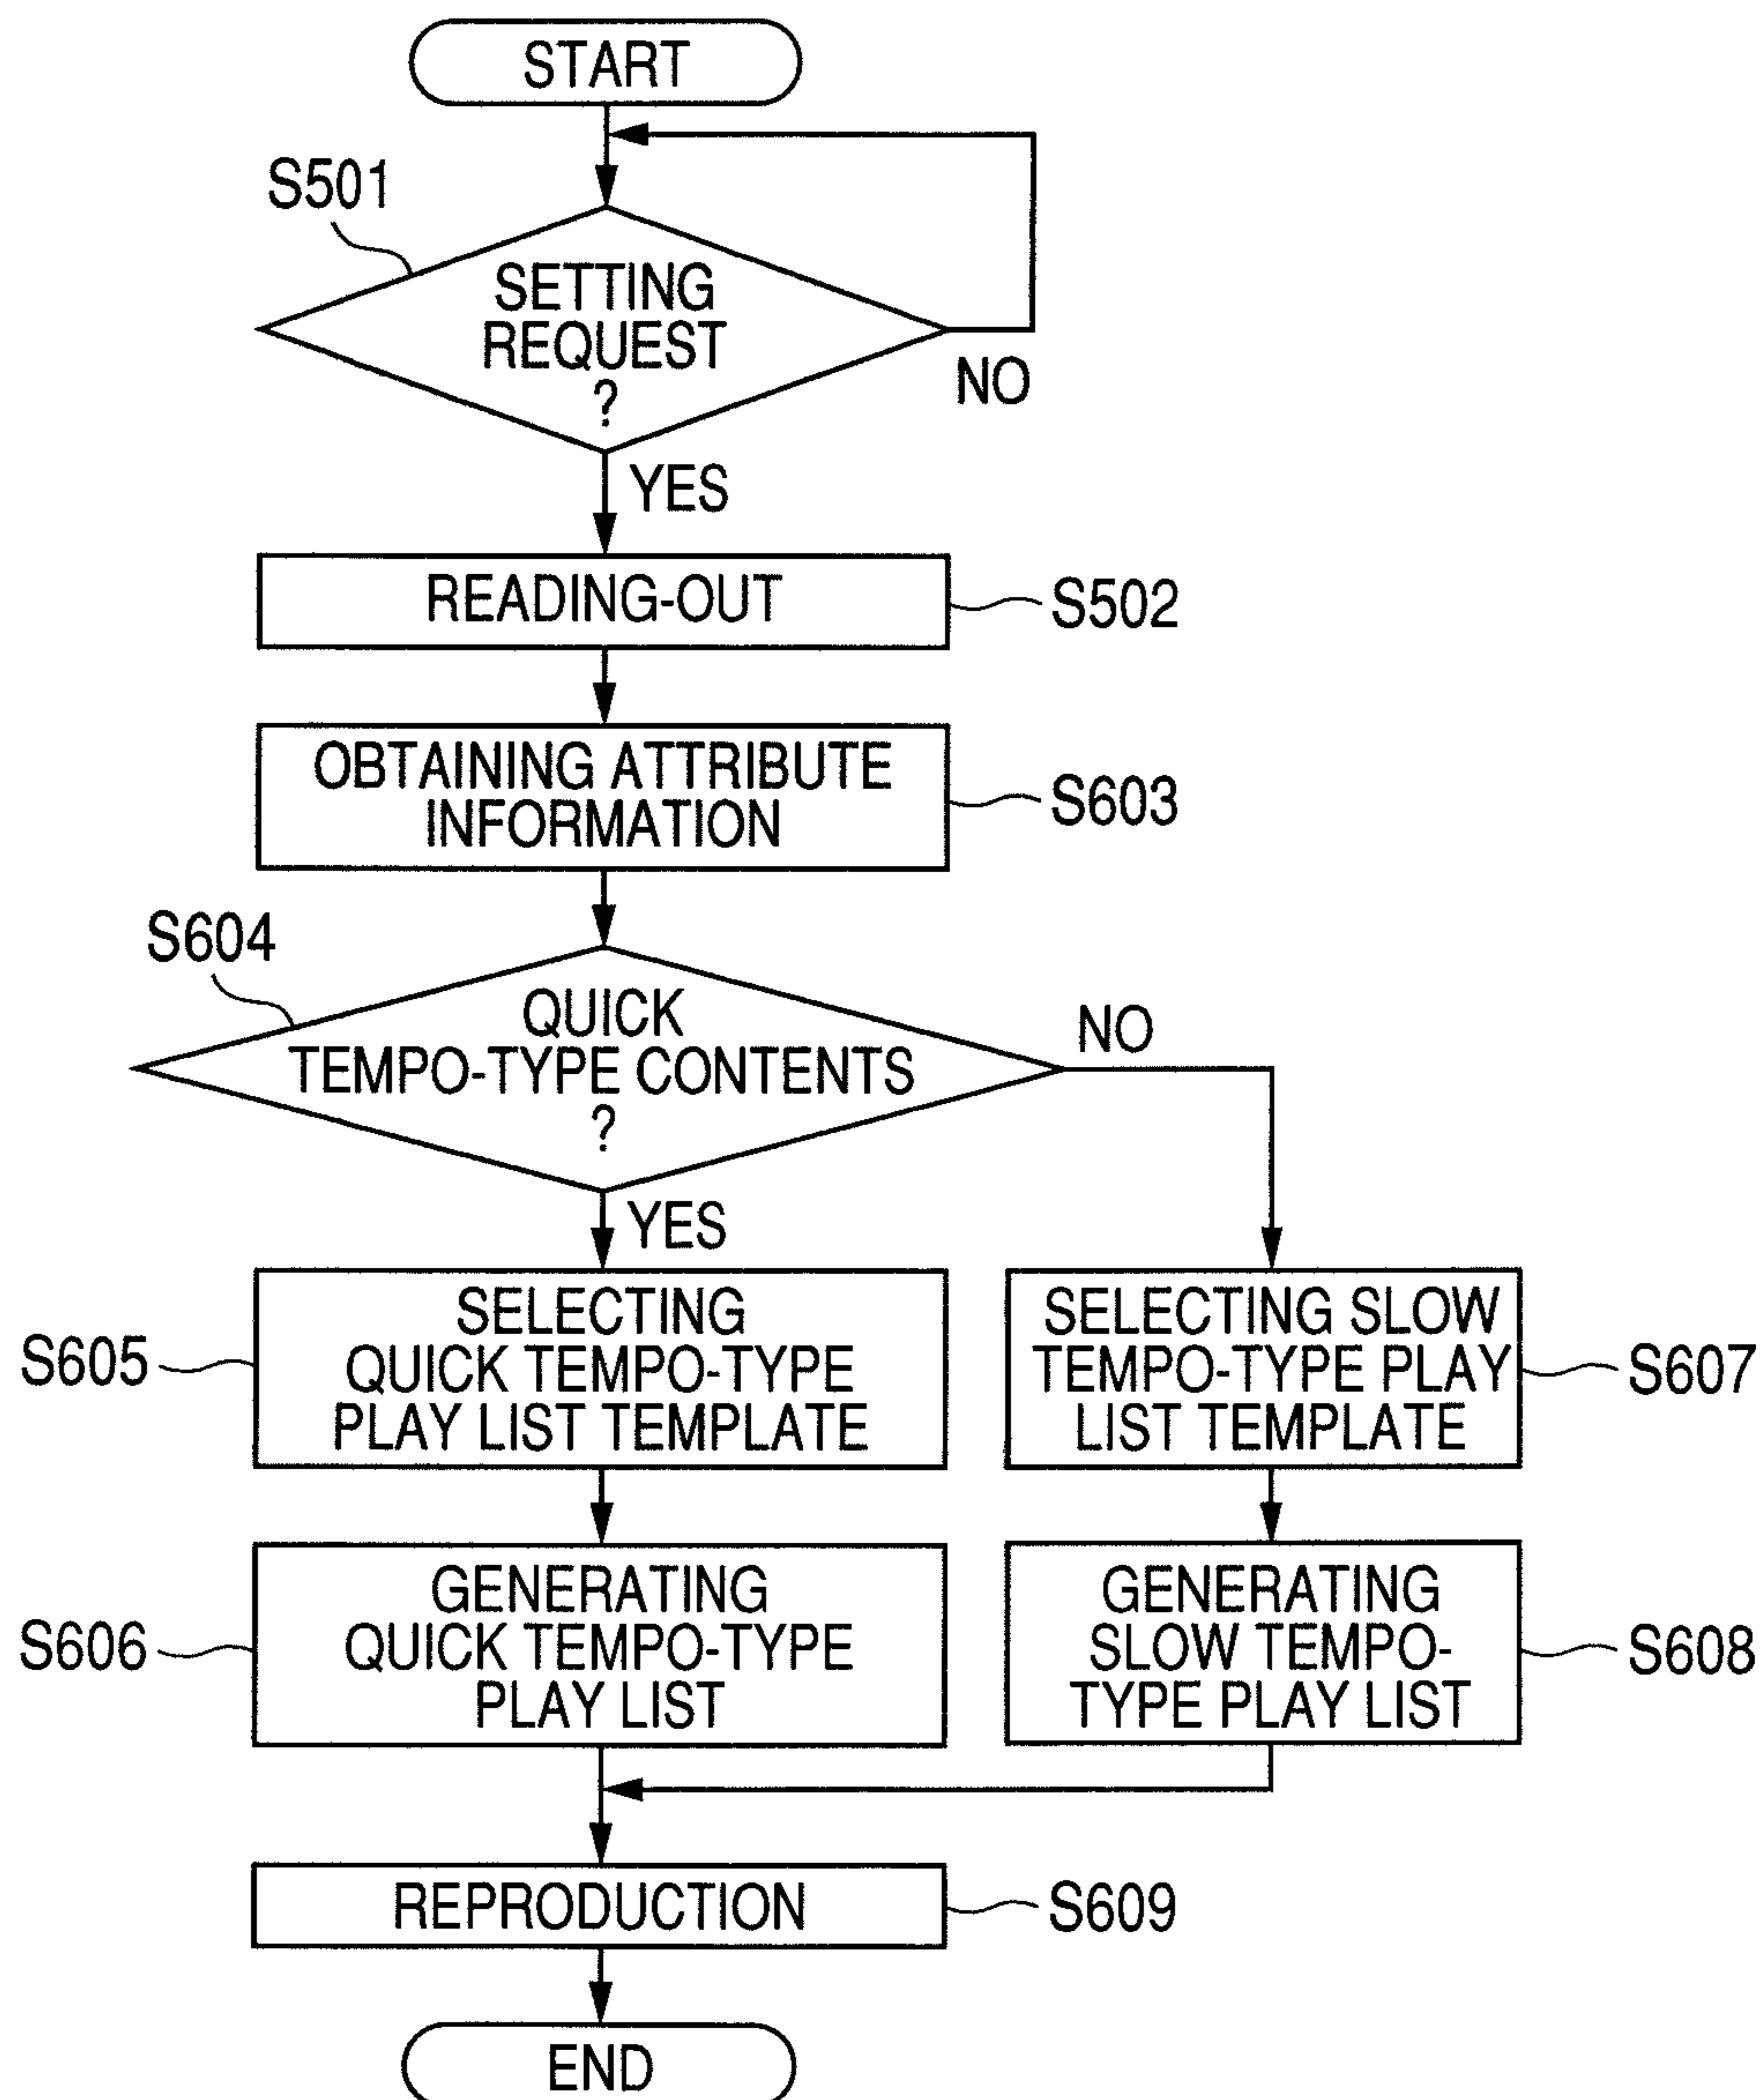 START
S501
SETTING
REQUEST
?
NO
YES
READING-OUT
S502
OBTAINING ATTRIBUTE
INFORMATION
S603
S604
QUICK
TEMPO-TYPE CONTENTS
?
NO
YES
SELECTING
QUICK TEMPO-TYPE
PLAY LIST TEMPLATE
S605
SELECTING SLOW
TEMPO-TYPE PLAY
LIST TEMPLATE
S607
GENERATING
QUICK TEMPO-TYPE
PLAY LIST
S606
GENERATING
SLOW TEMPO-
TYPE PLAY LIST
S608
REPRODUCTION
S609
END